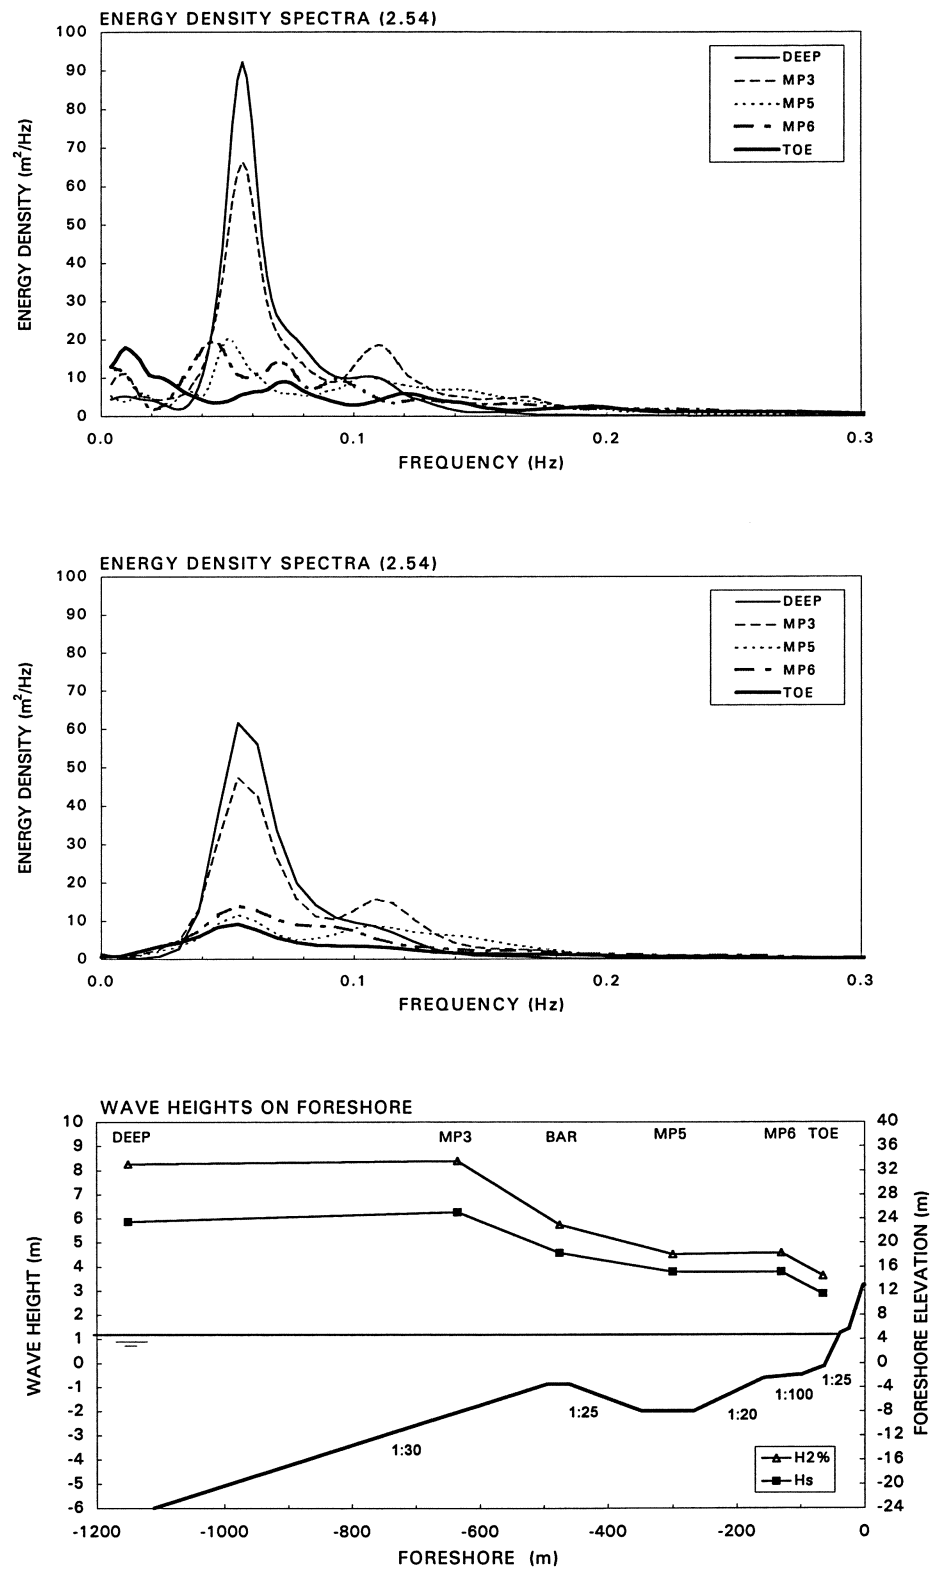 ENERGY DENSITY SPECTRA (2.54)
100
90
80
70
60
50
40
30
20
10
0
ENERGY DENSITY (m²/Hz)
DEEP
MP3
MP5
MP6
TOE
0.0 0.1 0.2 0.3
FREQUENCY (Hz)
ENERGY DENSITY SPECTRA (2.54)
100
90
80
70
60
50
40
30
20
10
0
ENERGY DENSITY (m²/Hz)
DEEP
MP3
MP5
MP6
TOE
0.0 0.1 0.2 0.3
FREQUENCY (Hz)
WAVE HEIGHTS ON FORESHORE
10
9
8
7
6
5
4
3
2
1
0
-1
-2
-3
-4
-5
-6
WAVE HEIGHT (m)
DEEP MP3 BAR MP5 MP6 TOE
1:30
1:25
1:20
1:100
1:25
H2%
Hs
40
36
32
28
24
20
16
12
8
4
0
-4
-8
-12
-16
-20
-24
FORESHORE ELEVATION (m)
-1200 -1000 -800 -600 -400 -200 0
FORESHORE (m)